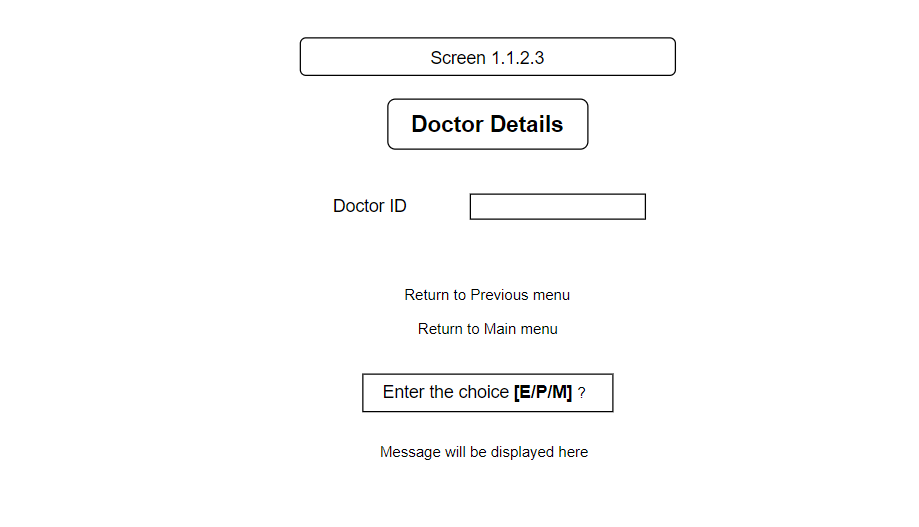 Screen 1.1.2.3
Doctor Details
Doctor ID
Return to Previous menu
Return to Main menu
Enter the choice [E/P/M] ?
Message will be displayed here